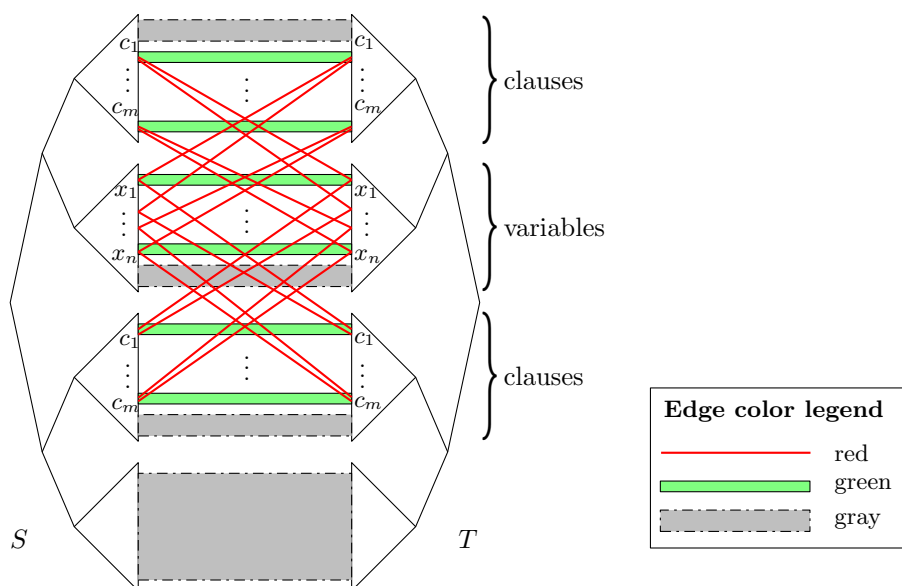 c₁ c₁
⋮ ⋮ ⋮ clauses
cₘ cₘ
x₁ x₁
⋮ ⋮ ⋮ variables
xₙ xₙ
c₁ c₁
⋮ ⋮ ⋮ clauses
cₘ cₘ
Edge color legend
red
green
gray
S T